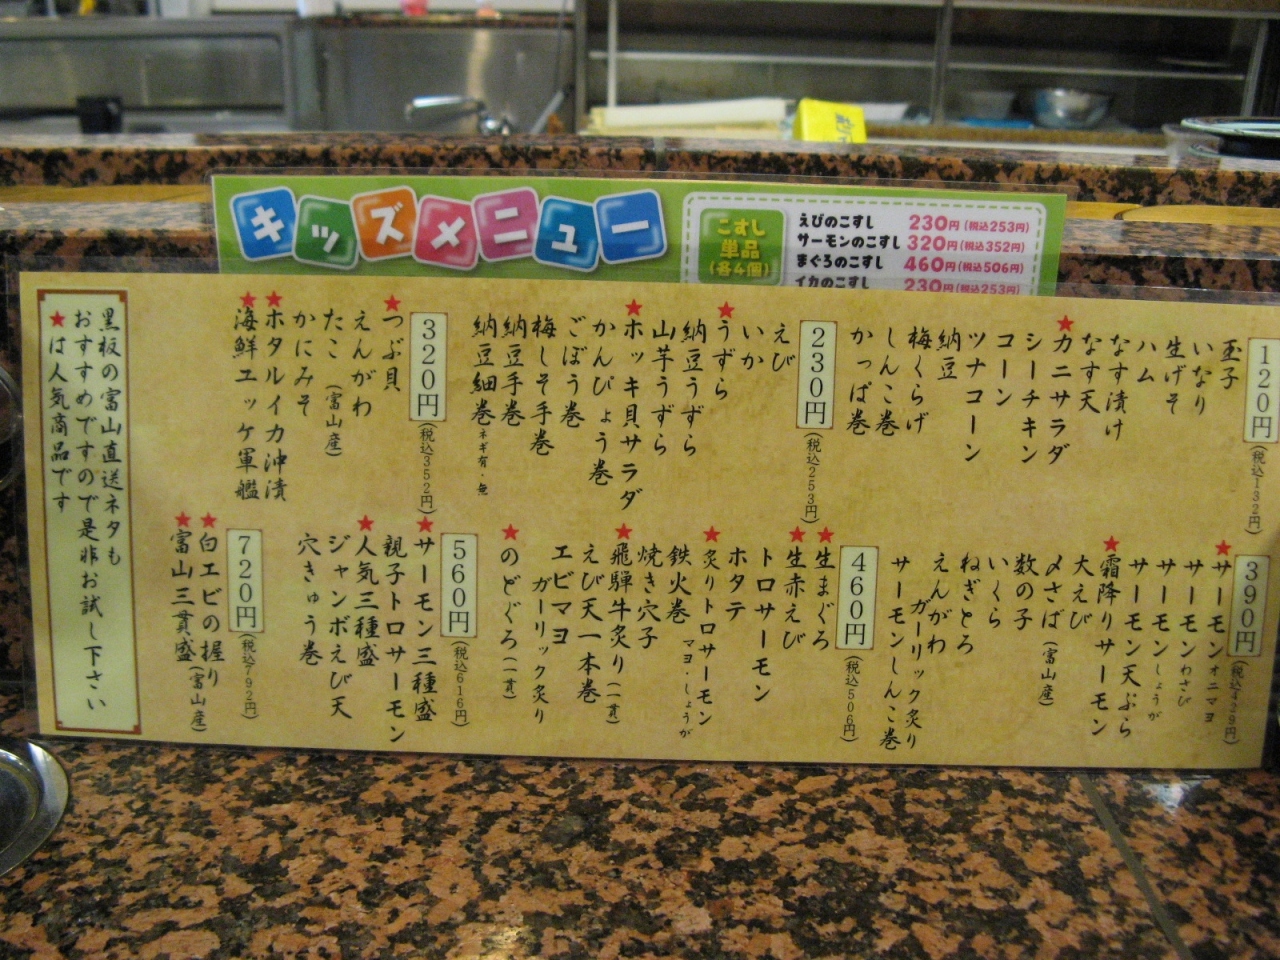 キッズメニュー
こすし
単品
(各4個)
えびのこすし 230円(税込253円)
サーモンのこすし 320円(税込352円)
まぐろのこすし 460円(税込506円)
イカのこすし 230円(税込253円)
120円(税込132円)
玉子
いなり
生げそ
ハム
なす漬け
なす天
★カニサラダ
シーチキン
コーン
ツナコーン
納豆
梅くらげ
しんこ巻
かっぱ巻
230円(税込253円)
えび
いか
★うずら
納豆うずら
山芋うずら
★ホッキ貝サラダ
かんぴょう巻
ごぼう巻
梅しそ手巻
納豆手巻
納豆細巻 ネギ有・無
320円(税込352円)
★つぶ貝
えんがわ
たこ(富山産)
かにみそ
★ホタルイカ沖漬
★海鮮ユッケ軍艦
390円(税込429円)
★サーモンオニマヨ
サーモンわさび
サーモンしょうが
サーモン天ぷら
★霜降りサーモン
大えび
〆さば(富山産)
数の子
いくら
ねぎとろ
えんがわ
ガーリック炙り
サーモンしんこ巻
460円(税込506円)
★生まぐろ
★生赤えび
トロサーモン
ホタテ
★炙りトロサーモン
マヨ・しょうが
鉄火巻
焼き穴子
★飛騨牛炙り(一貫)
えび天一本巻
エビマヨ
ガーリック炙り
★のどぐろ(一貫)
560円(税込616円)
★サーモン三種盛
親子トロサーモン
★人気三種盛
ジャンボえび天
穴きゅう巻
720円(税込792円)
★白エビの握り(富山産)
★富山三貫盛
黒板の富山直送ネタも
おすすめですので是非お試し下さい
★は人気商品です